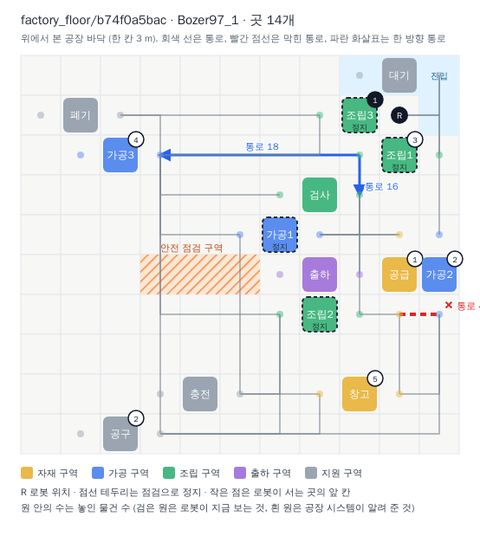 factory_floor/b74f0a5bac · Bozer97_1 · 곳 14개
위에서 본 공장 바닥 (한 칸 3 m). 회색 선은 통로, 빨간 점선은 막힌 통로, 파란 화살표는 한 방향 통로
대기
전립
1
조립3
정지
R
폐기
3
4
조립1
정지
가공3
통로 18
통로 16
검사
가공1
정지
안전 점검 구역
1
2
출하
공급
가공2
조립2
정지
✕ 통로
5
충전
창고
2
공구
자재 구역
가공 구역
조립 구역
출하 구역
지원 구역
R 로봇 위치 · 점선 테두리는 점검으로 정지 · 작은 점은 로봇이 서는 곳의 앞 칸
원 안의 수는 놓인 물건 수 (검은 원은 로봇이 지금 보는 것, 흰 원은 공장 시스템이 알려 준 것)